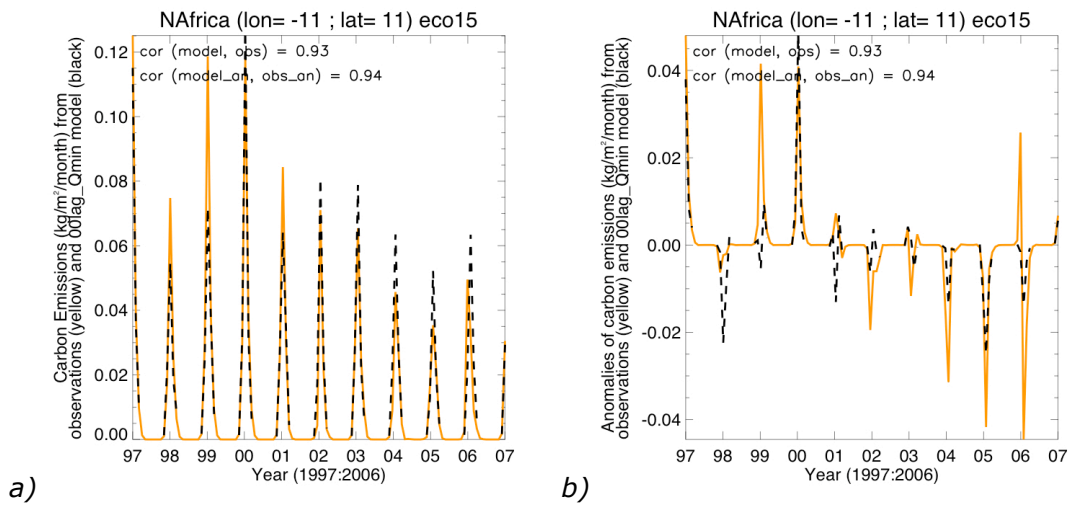 NAfrica (lon= -11 ; lat= 11) eco15
cor (model, obs) = 0.93
cor (model_an, obs_an) = 0.94
Carbon Emissions (kg/m²/month) from
observations (yellow) and 00lag_Qmin model (black)
0.12
0.10
0.08
0.06
0.04
0.02
0.00
97 98 99 00 01 02 03 04 05 06 07
Year (1997:2006)
a)
NAfrica (lon= -11 ; lat= 11) eco15
cor (model, obs) = 0.93
cor (model_an, obs_an) = 0.94
Anomalies of carbon emissions (kg/m²/month) from
observations (yellow) and 00lag_Qmin model (black)
0.04
0.02
0.00
-0.02
-0.04
97 98 99 00 01 02 03 04 05 06 07
Year (1997:2006)
b)